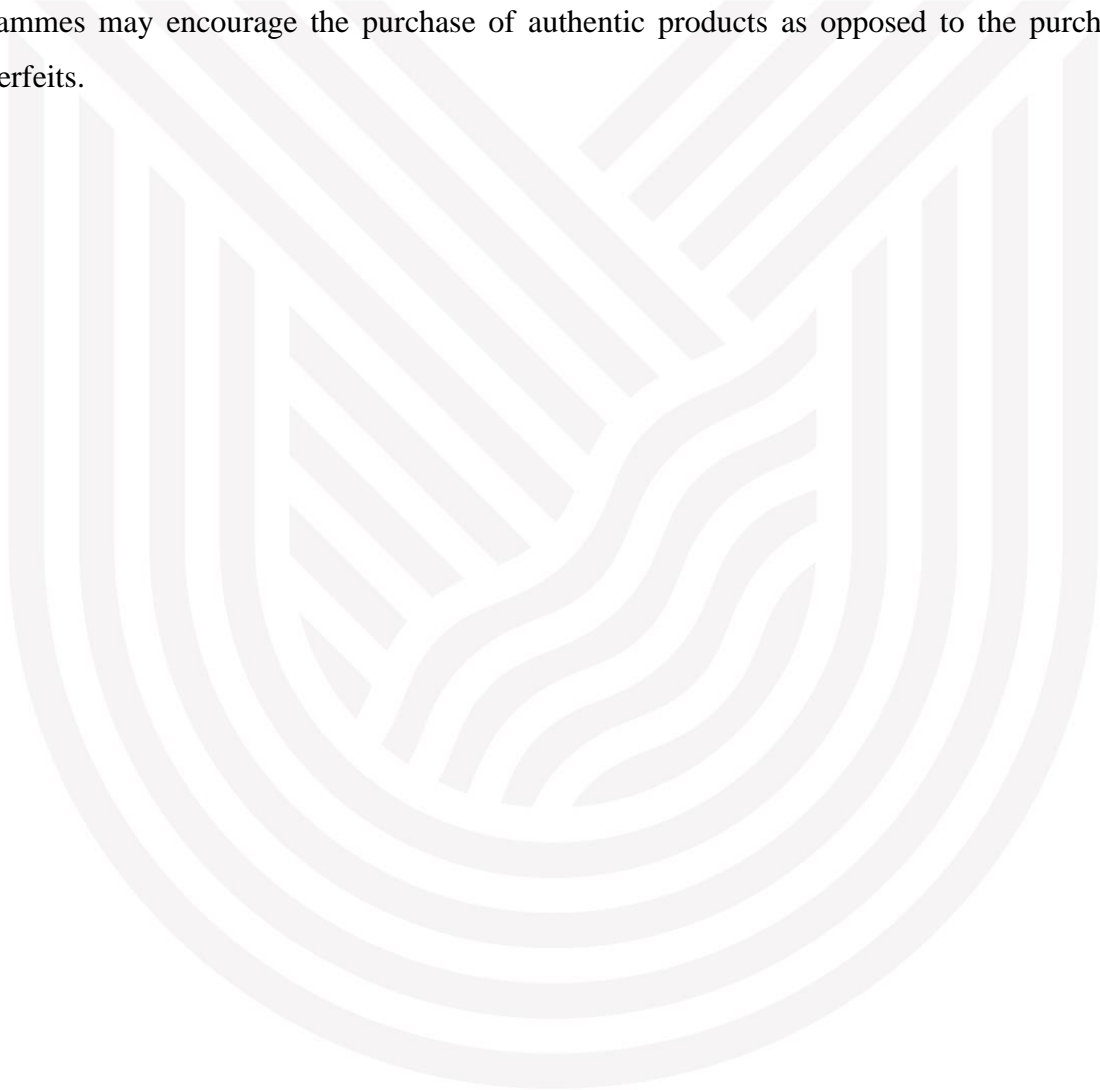 ammes may encourage the purchase of authentic products as opposed to the purch
erfeits.